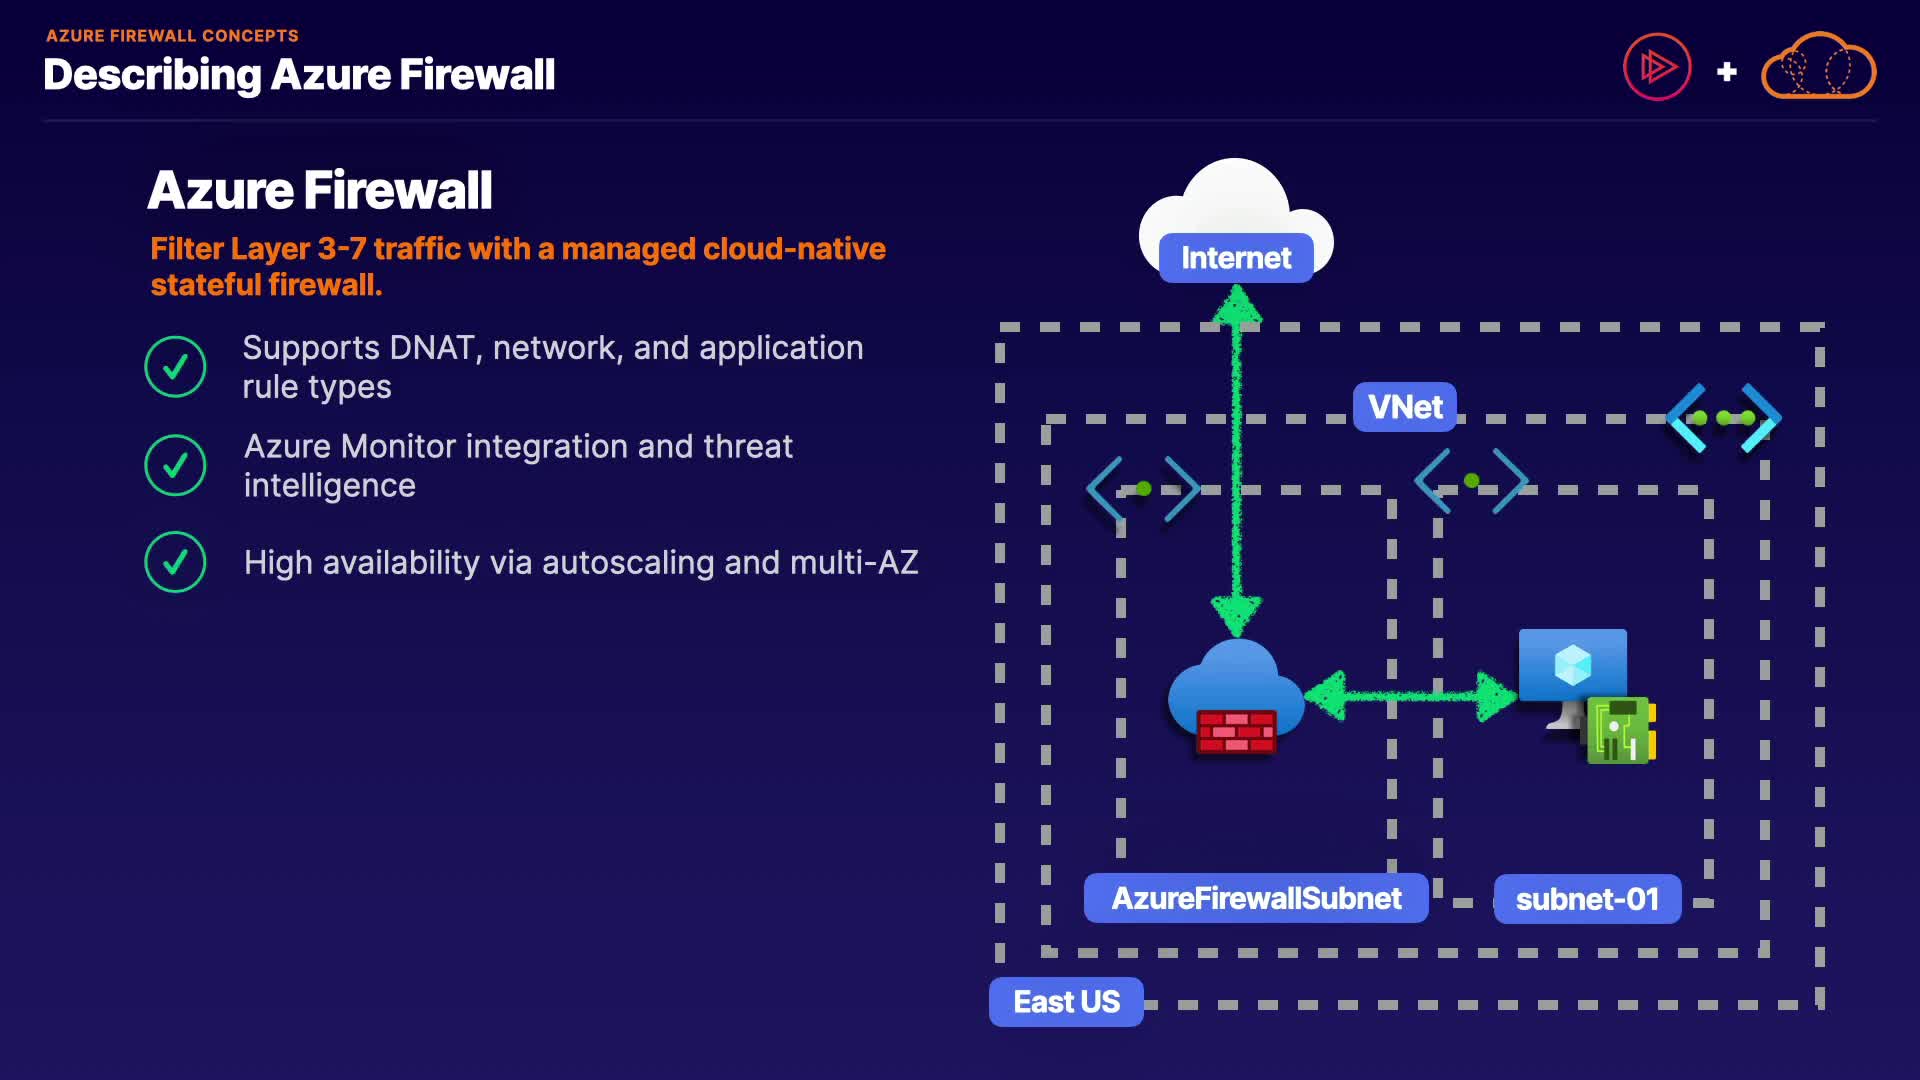 AZURE FIREWALL CONCEPTS
Describing Azure Firewall
Azure Firewall
Filter Layer 3-7 traffic with a managed cloud-native
stateful firewall.
Supports DNAT, network, and application
rule types
Azure Monitor integration and threat
intelligence
High availability via autoscaling and multi-AZ
Internet
VNet
AzureFirewallSubnet
subnet-01
East US